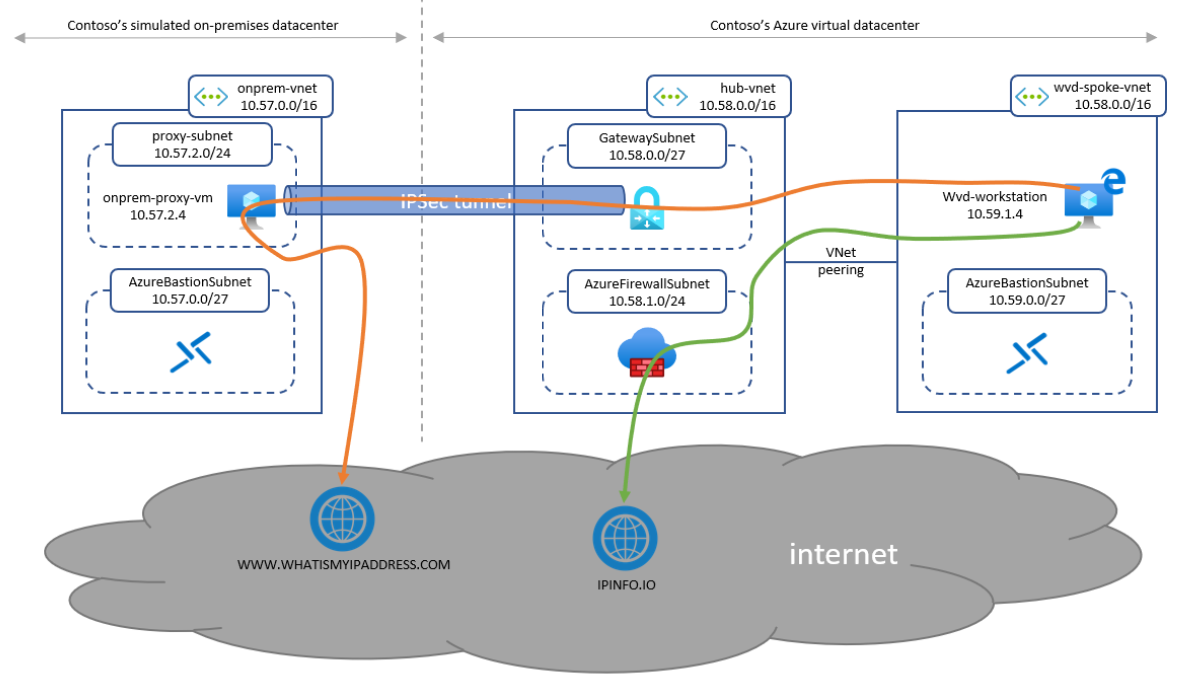 Contoso's simulated on-premises datacenter
Contoso's Azure virtual datacenter
onprem-vnet
10.57.0.0/16
hub-vnet
10.58.0.0/16
wvd-spoke-vnet
10.58.0.0/16
proxy-subnet
10.57.2.0/24
GatewaySubnet
10.58.0.0/27
onprem-proxy-vm
10.57.2.4
IPSec tunnel
Wvd-workstation
10.59.1.4
VNet
peering
AzureBastionSubnet
10.57.0.0/27
AzureFirewallSubnet
10.58.1.0/24
AzureBastionSubnet
10.59.0.0/27
internet
WWW.WHATISMYIPADDRESS.COM
IPINFO.IO